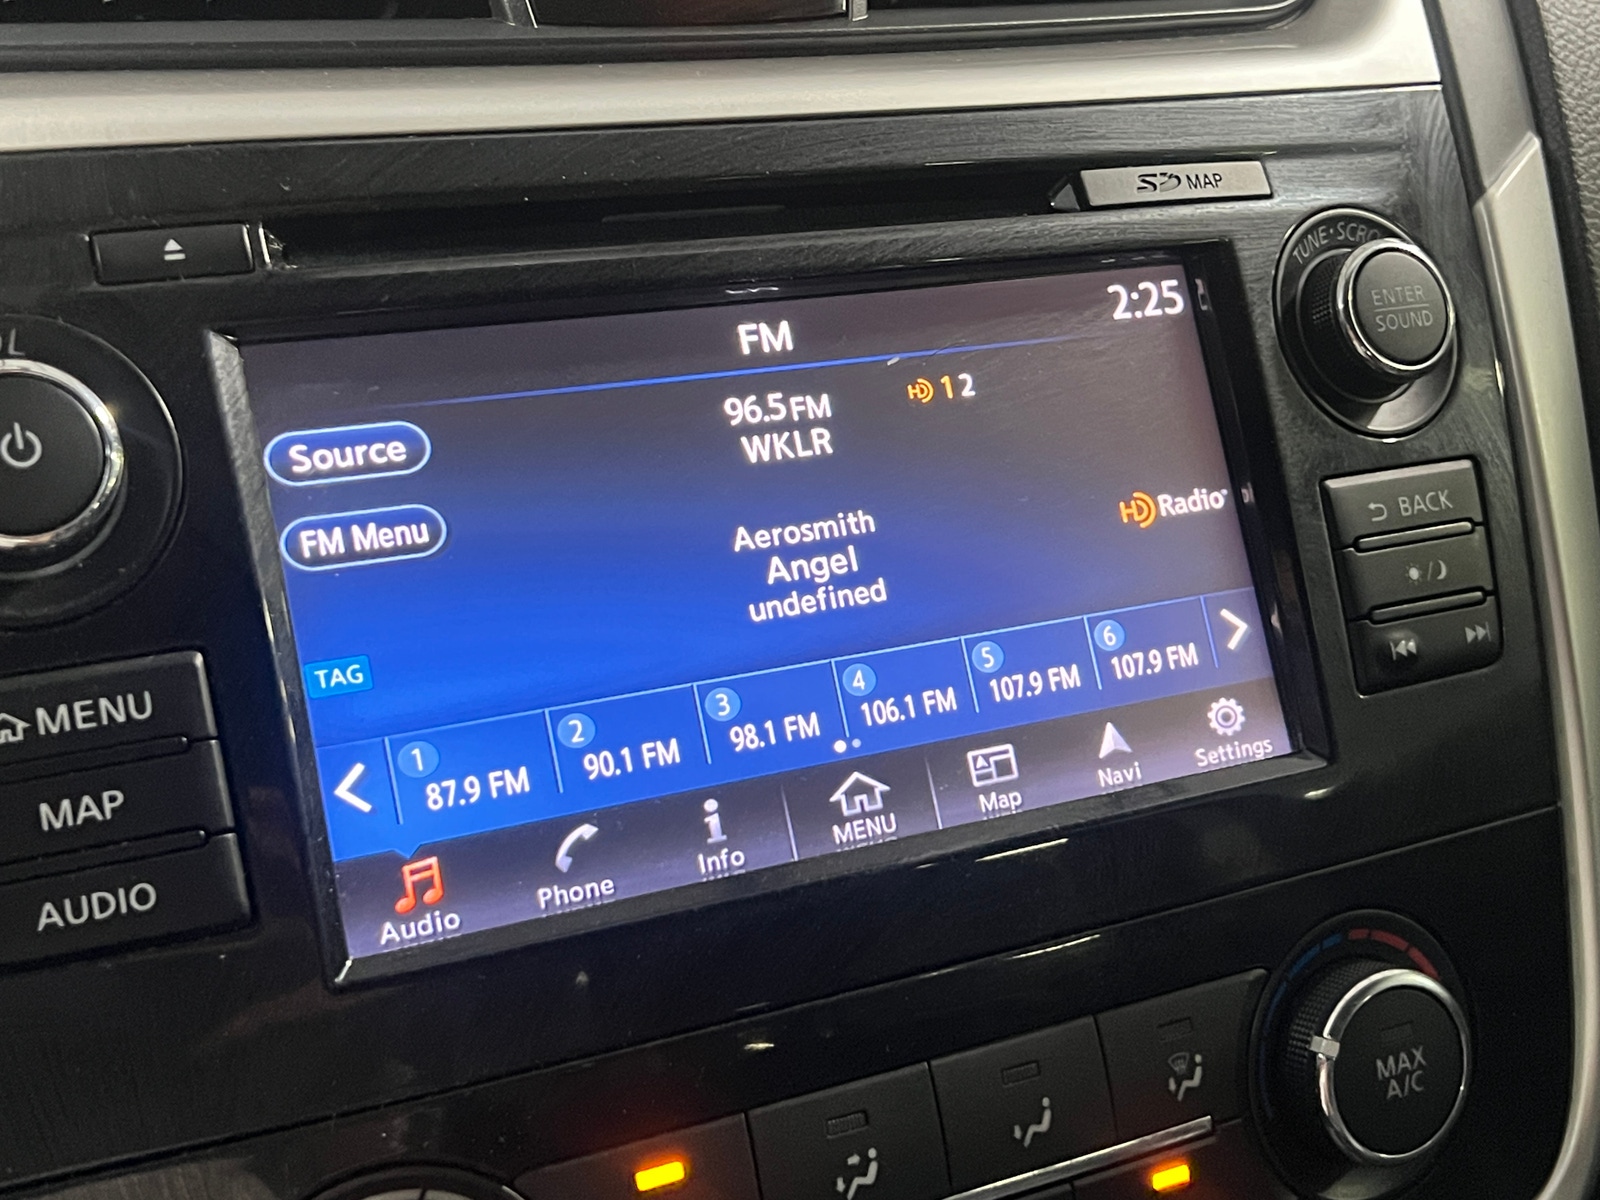 SD MAP
TUNE•SCRO
ENTER
SOUND
FM
2:25
96.5 FM
HD 1 2
WKLR
Source
FM Menu
Aerosmith
HD Radio
Angel
undefined
TAG
1
87.9 FM
2
90.1 FM
3
98.1 FM
4
106.1 FM
5
107.9 FM
6
107.9 FM
Audio
Phone
Info
MENU
Map
Navi
Settings
BACK
MENU
MAP
AUDIO
MAX
A/C